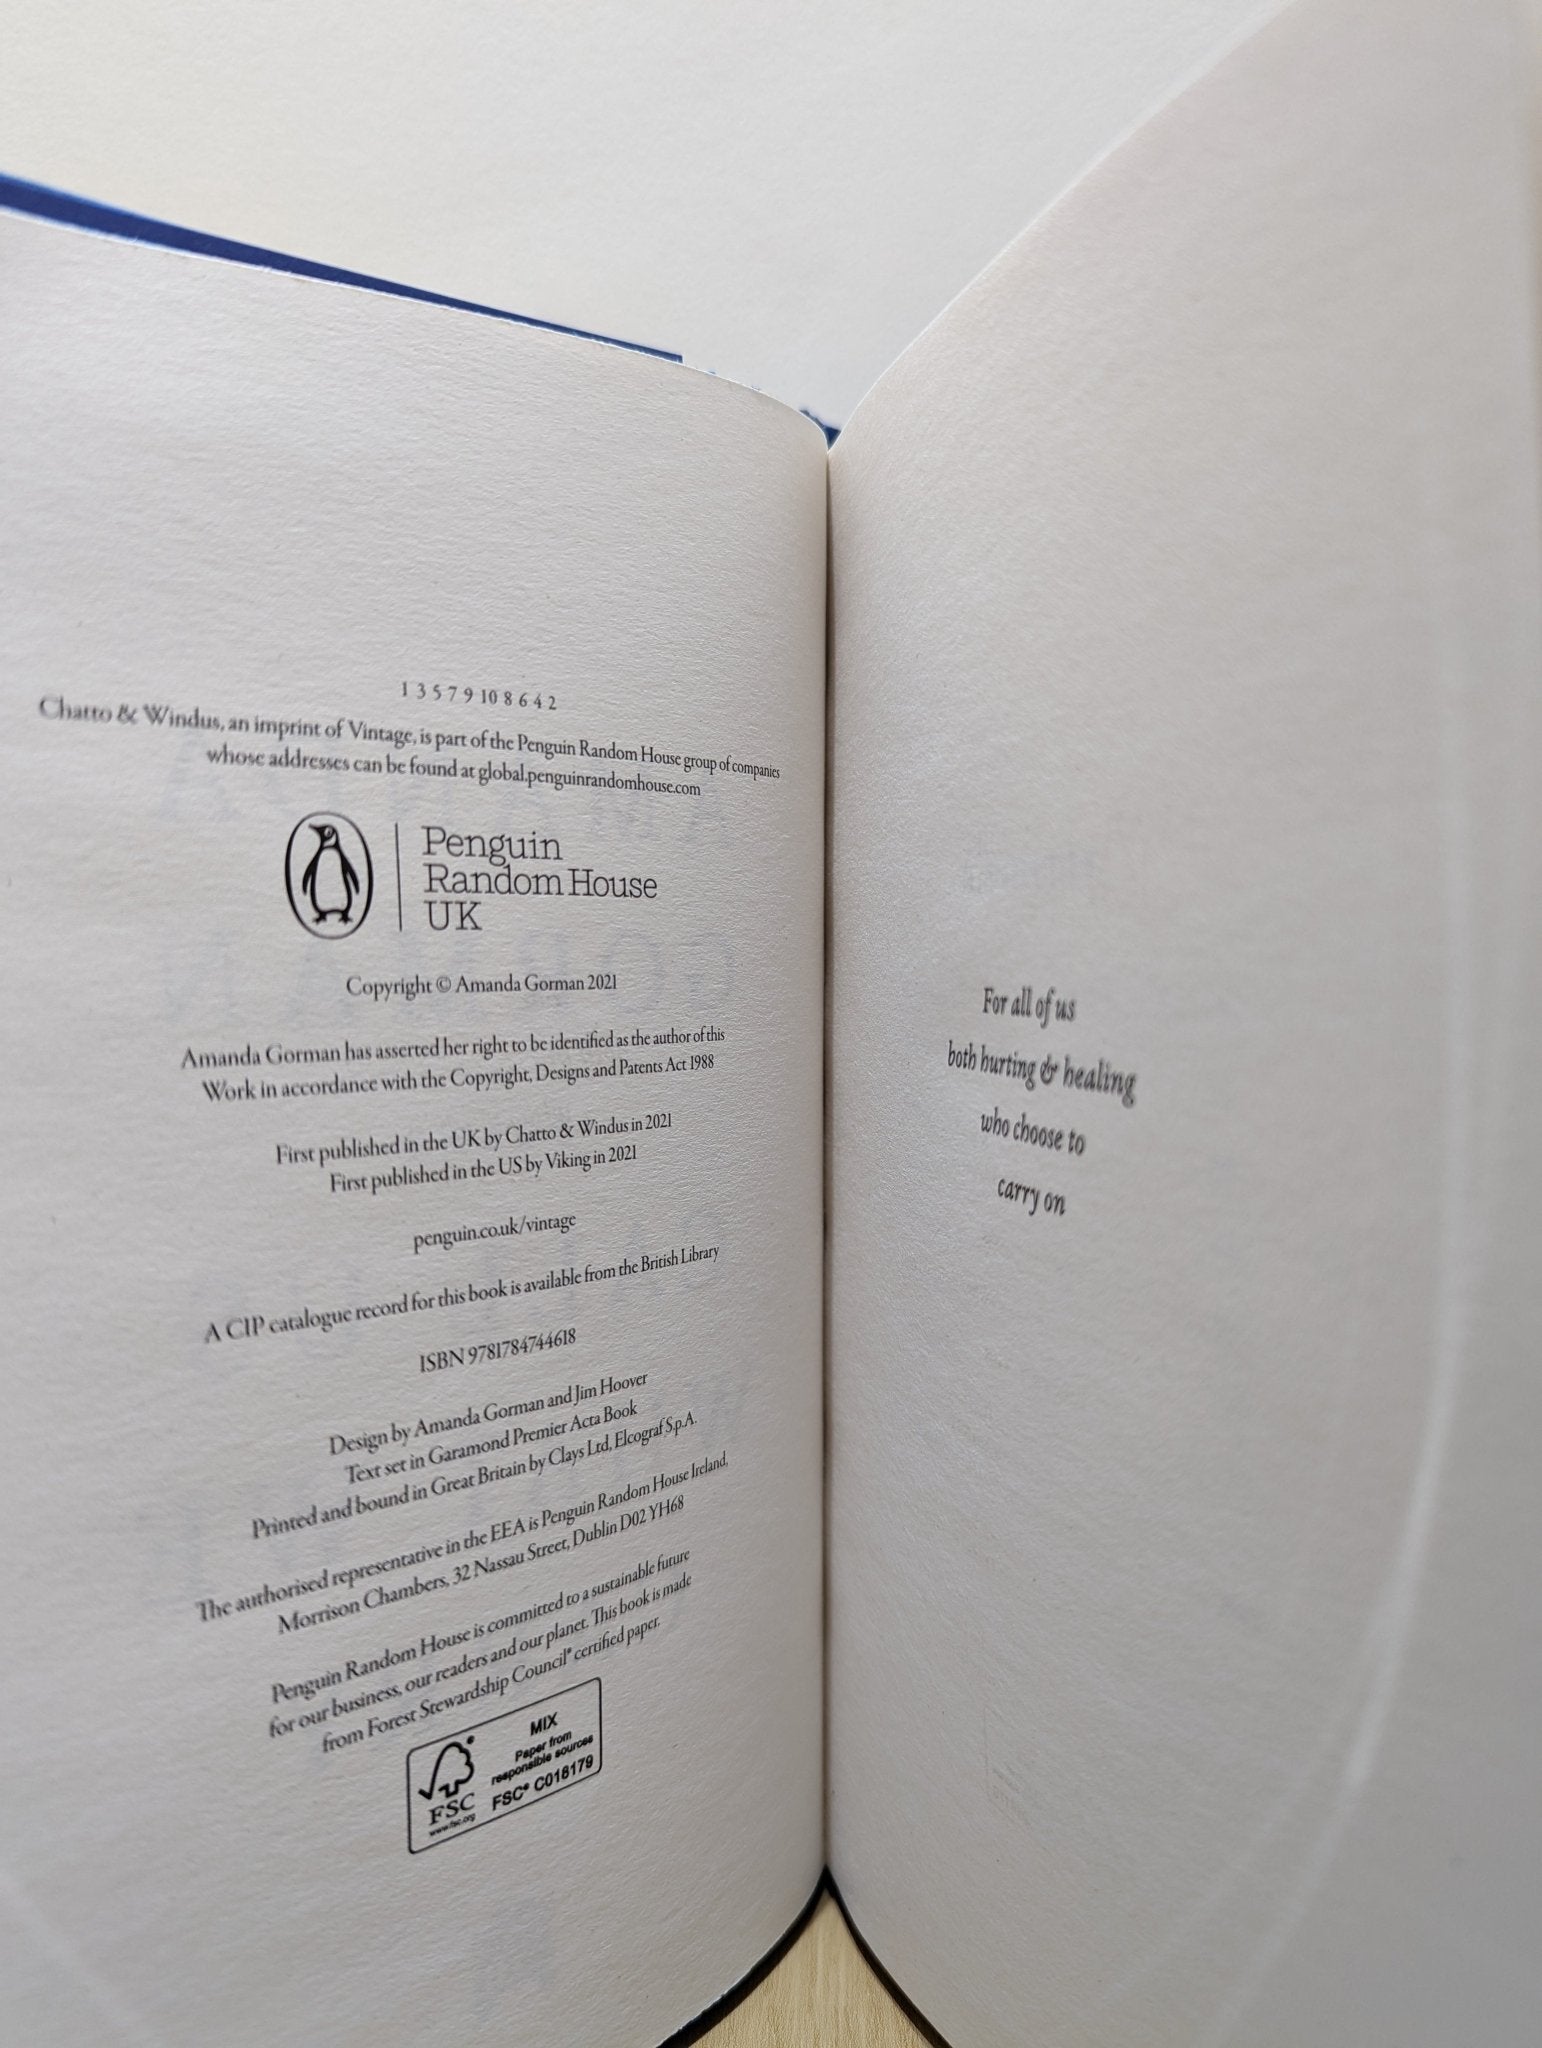 1 3 5 7 9 10 8 6 4 2
Chatto & Windus, an imprint of Vintage, is part of the Penguin Random House group of companies
whose addresses can be found at global.penguinrandomhouse.com
Penguin
Random House
UK
Copyright © Amanda Gorman 2021
Amanda Gorman has asserted her right to be identified as the author of this
Work in accordance with the Copyright, Designs and Patents Act 1988
First published in the UK by Chatto & Windus in 2021
First published in the US by Viking in 2021
penguin.co.uk/vintage
A CIP catalogue record for this book is available from the British Library
ISBN 9781784744618
Design by Amanda Gorman and Jim Hoover
Text set in Garamond Premier Acta Book
Printed and bound in Great Britain by Clays Ltd, Elcograf S.p.A.
The authorised representative in the EEA is Penguin Random House Ireland,
Morrison Chambers, 32 Nassau Street, Dublin D02 YH68
Penguin Random House is committed to a sustainable future
for our business, our readers and our planet. This book is made
from Forest Stewardship Council® certified paper.
FSC
www.fsc.org
MIX
Paper from
responsible sources
FSC® C018179
For all of us
both hurting & healing
who choose to
carry on